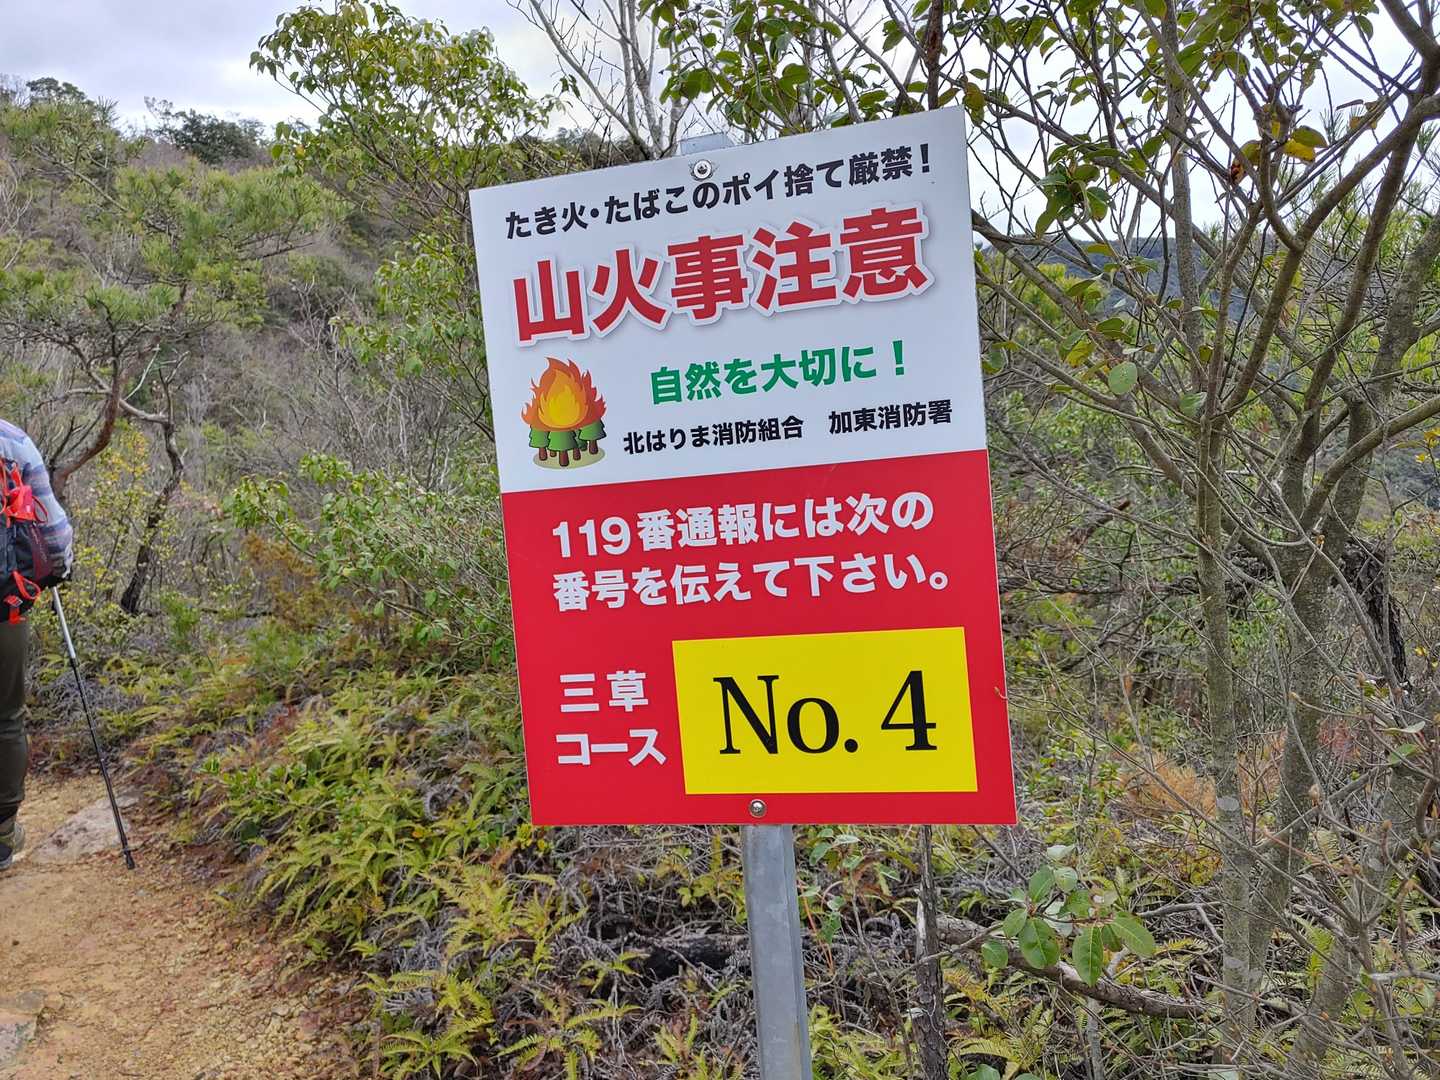 たき火・たばこのポイ捨て厳禁！
山火事注意
自然を大切に！
北はりま消防組合　加東消防署
119番通報には次の
番号を伝えて下さい。
三草
コース
No. 4